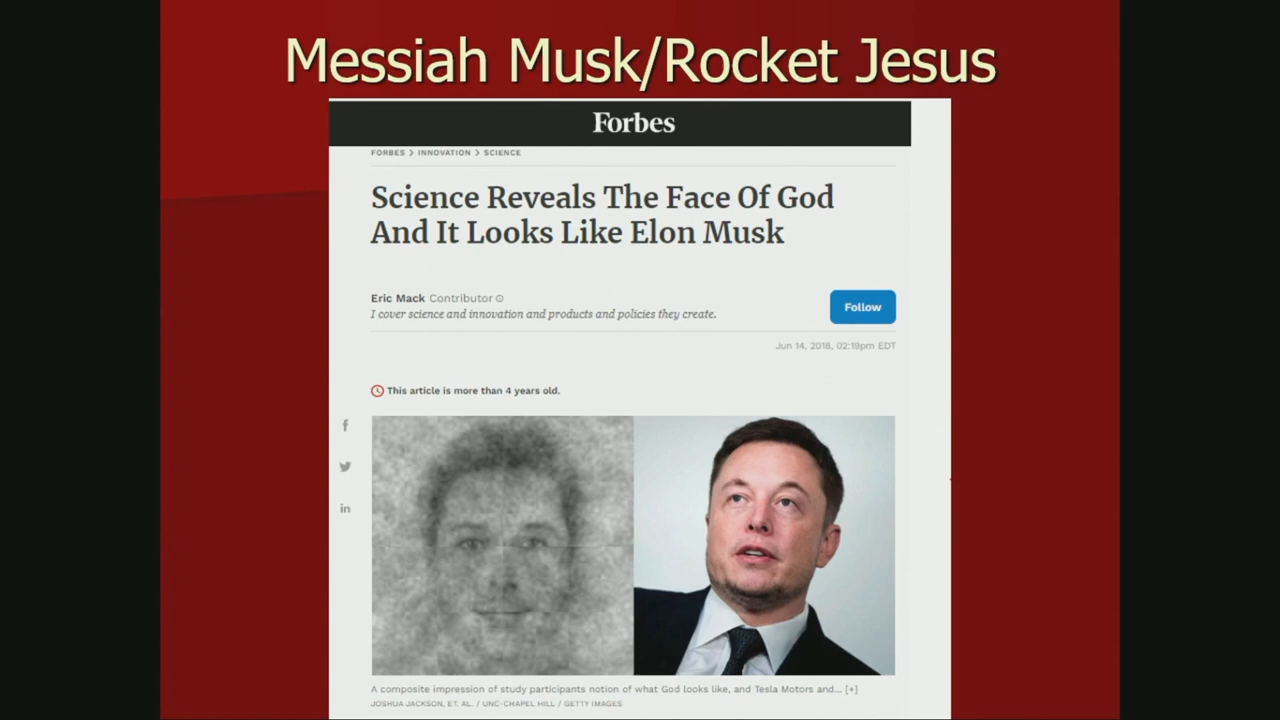 Messiah Musk/Rocket Jesus
Forbes
FORBES > INNOVATION > SCIENCE
Science Reveals The Face Of God
And It Looks Like Elon Musk
Eric Mack Contributor
I cover science and innovation and products and policies they create.
Follow
Jun 14, 2018, 02:19pm EDT
This article is more than 4 years old.
A composite impression of study participants notion of what God looks like, and Tesla Motors and... [+]
JOSHUA JACKSON, ET. AL. / UNC-CHAPEL HILL / GETTY IMAGES